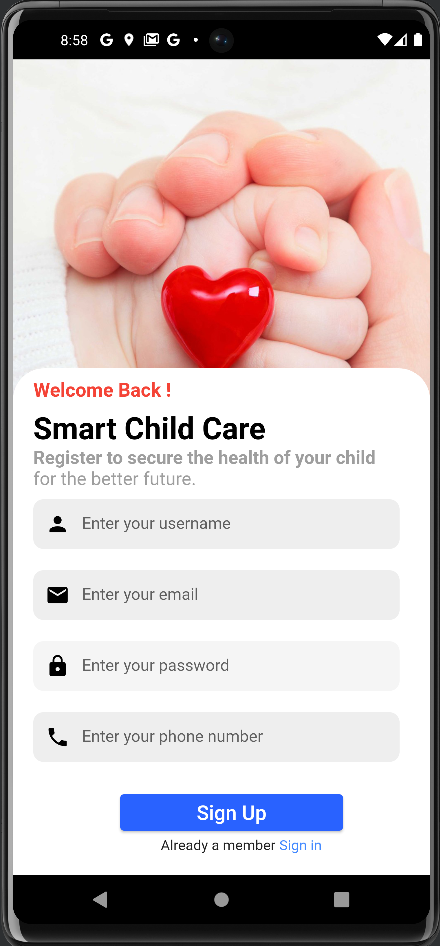 8:58
Welcome Back !
Smart Child Care
Register to secure the health of your child
for the better future.
Enter your username
Enter your email
Enter your password
Enter your phone number
Sign Up
Already a member Sign in